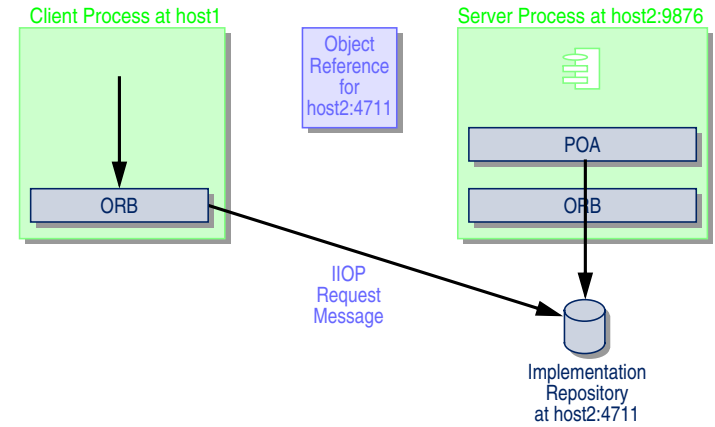 Client Process at host1
Server Process at host2:9876
Object
Reference
for
host2:4711
POA
ORB
ORB
IIOP
Request
Message
Implementation
Repository
at host2:4711